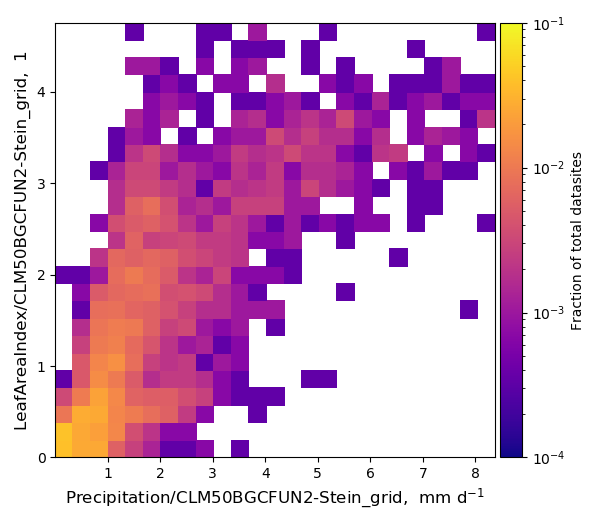 LeafAreaIndex/CLM50BGCFUN2-Stein_grid, 1
4
3
2
1
0
1 2 3 4 5 6 7 8
Precipitation/CLM50BGCFUN2-Stein_grid, mm d⁻¹
10⁻¹
10⁻²
10⁻³
10⁻⁴
Fraction of total datasites